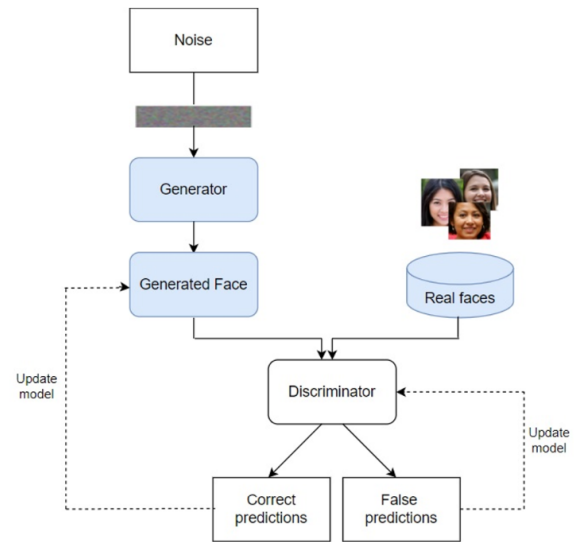 Noise
Generator
Generated Face
Real faces
Discriminator
Update
model
Update
model
Correct
predictions
False
predictions